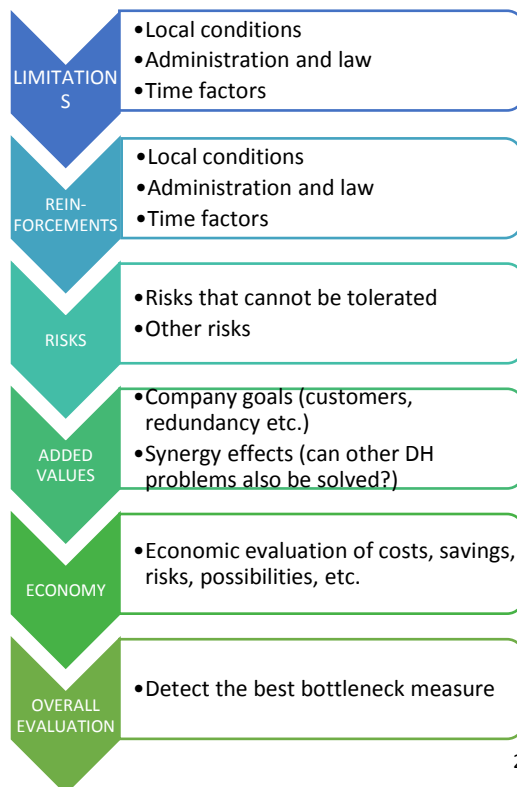 LIMITATION
S
•Local conditions
•Administration and law
•Time factors
REIN-
FORCEMENTS
•Local conditions
•Administration and law
•Time factors
RISKS
•Risks that cannot be tolerated
•Other risks
ADDED
VALUES
•Company goals (customers,
redundancy etc.)
•Synergy effects (can other DH
problems also be solved?)
ECONOMY
•Economic evaluation of costs, savings,
risks, possibilities, etc.
OVERALL
EVALUATION
•Detect the best bottleneck measure
2